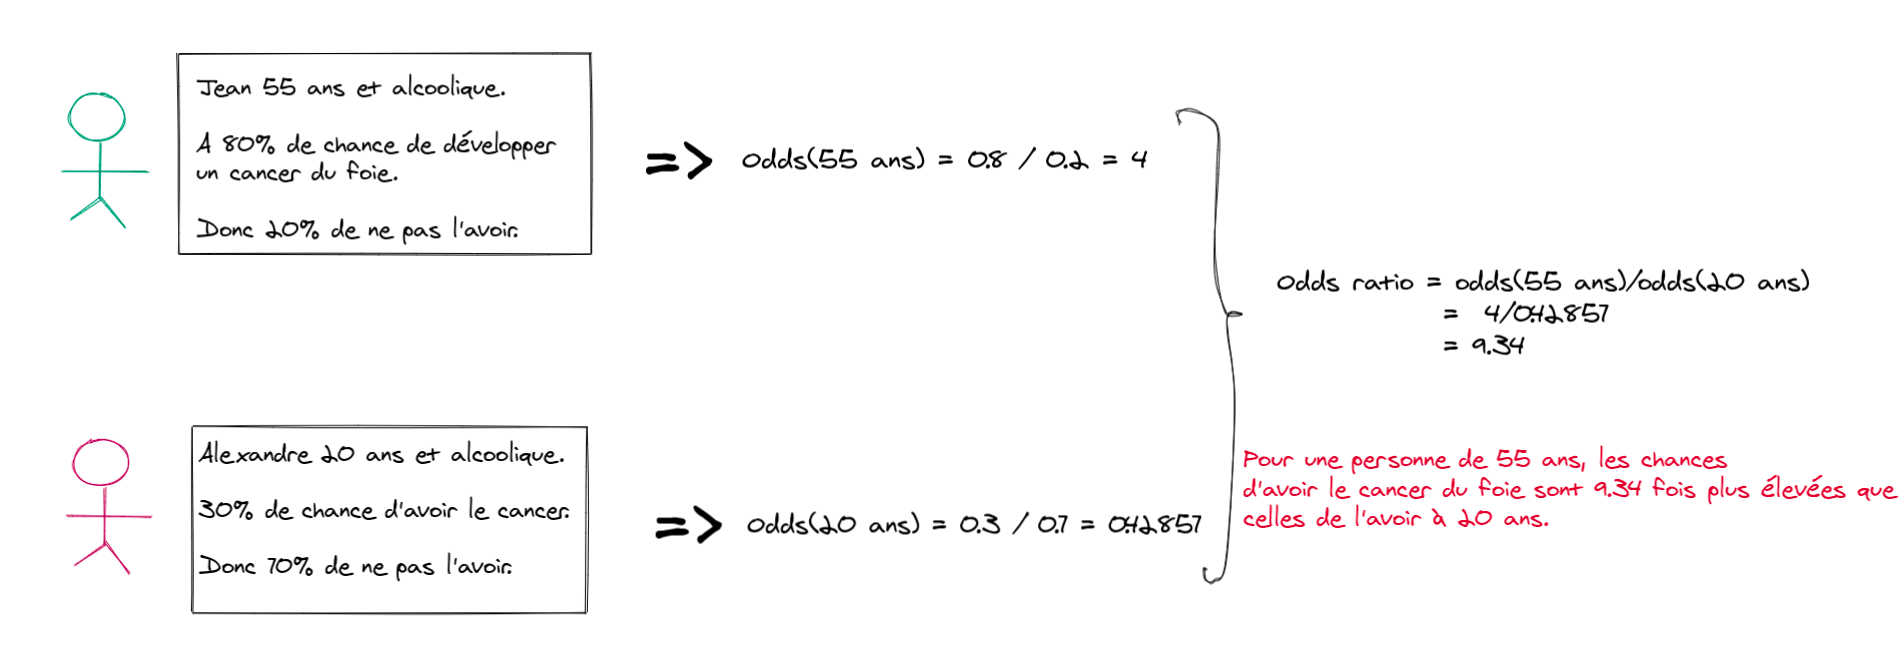 Jean 55 ans et alcoolique.
A 80% de chance de développer
un cancer du foie.
Donc 20% de ne pas l'avoir.
=> odds(55 ans) = 0.8 / 0.2 = 4
odds ratio = odds(55 ans)/odds(20 ans)
= 4/0.42857
= 9.34
Alexandre 20 ans et alcoolique.
30% de chance d'avoir le cancer.
Donc 70% de ne pas l'avoir.
=> odds(20 ans) = 0.3 / 0.7 = 0.42857
Pour une personne de 55 ans, les chances
d'avoir le cancer du foie sont 9.34 fois plus élevées que
celles de l'avoir à 20 ans.